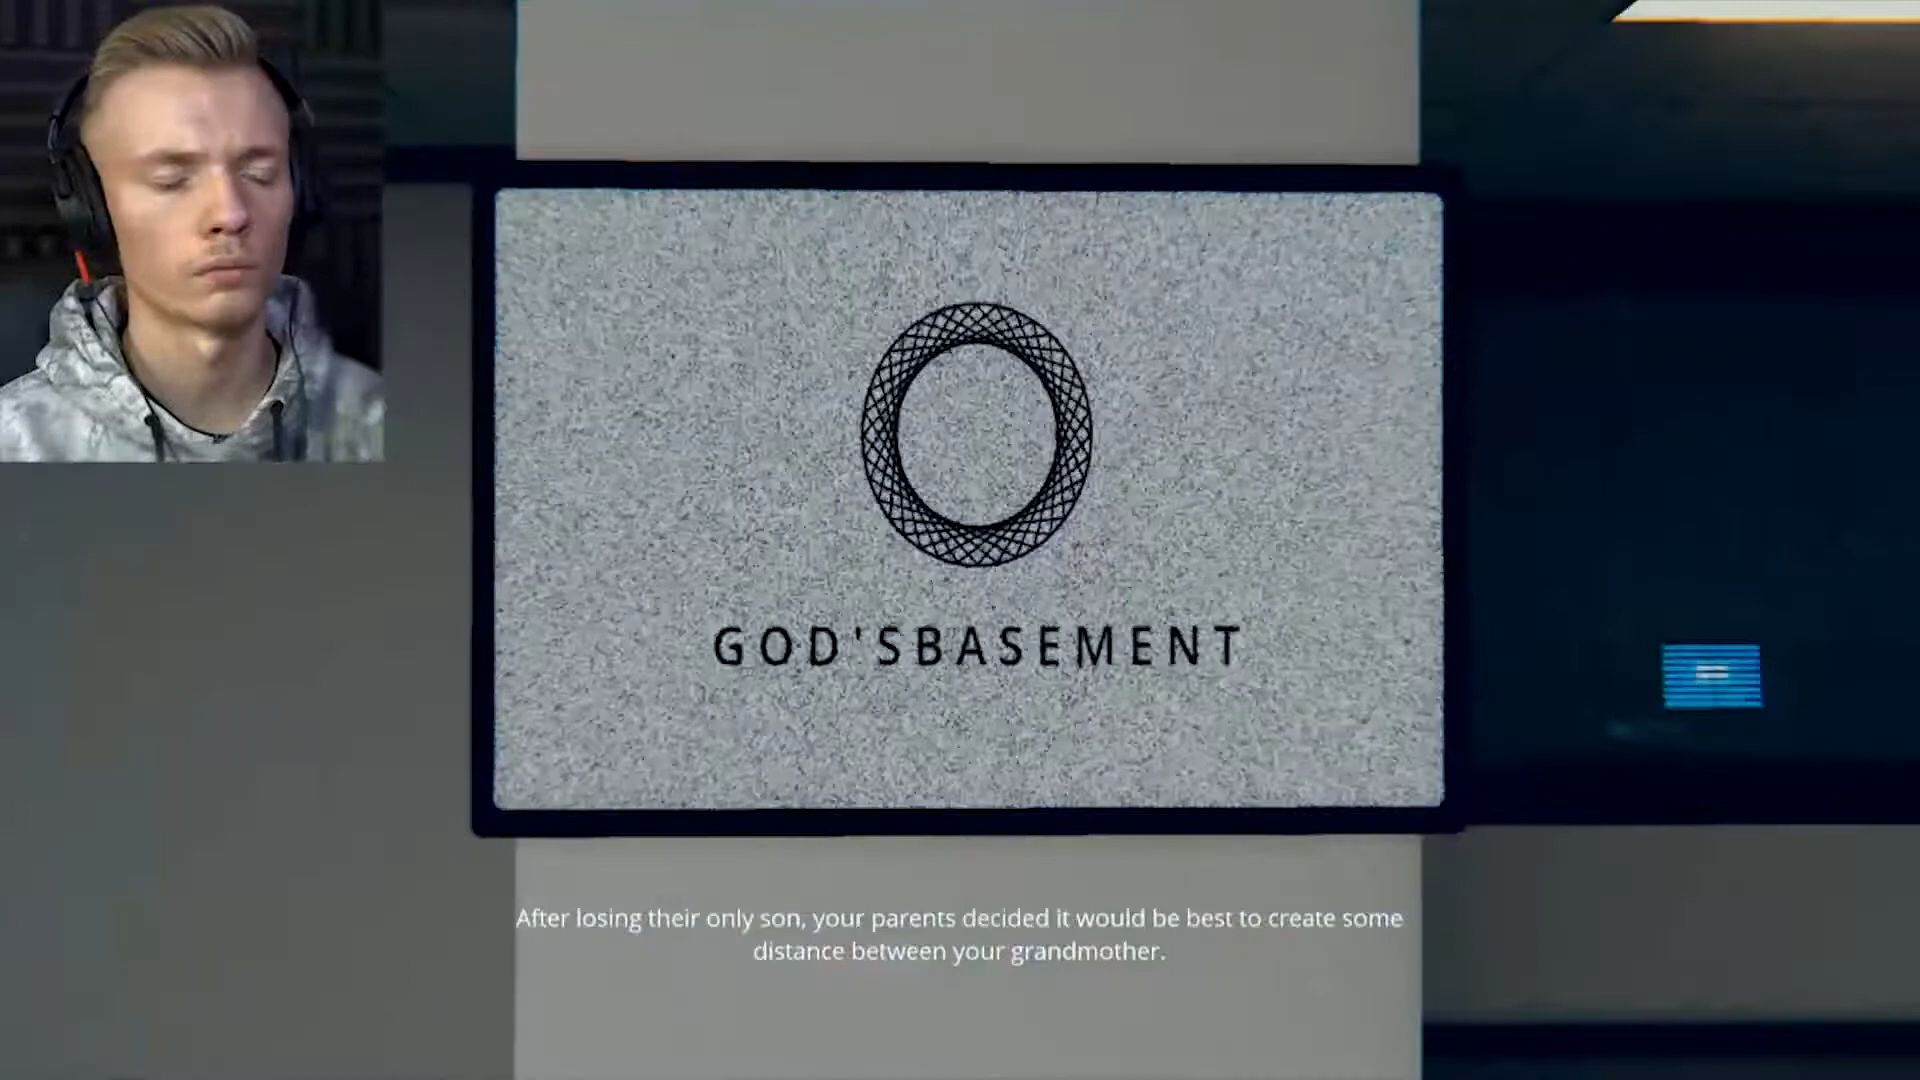 GOD'SBASEMENT
After losing their only son, your parents decided it would be best to create some
distance between your grandmother.